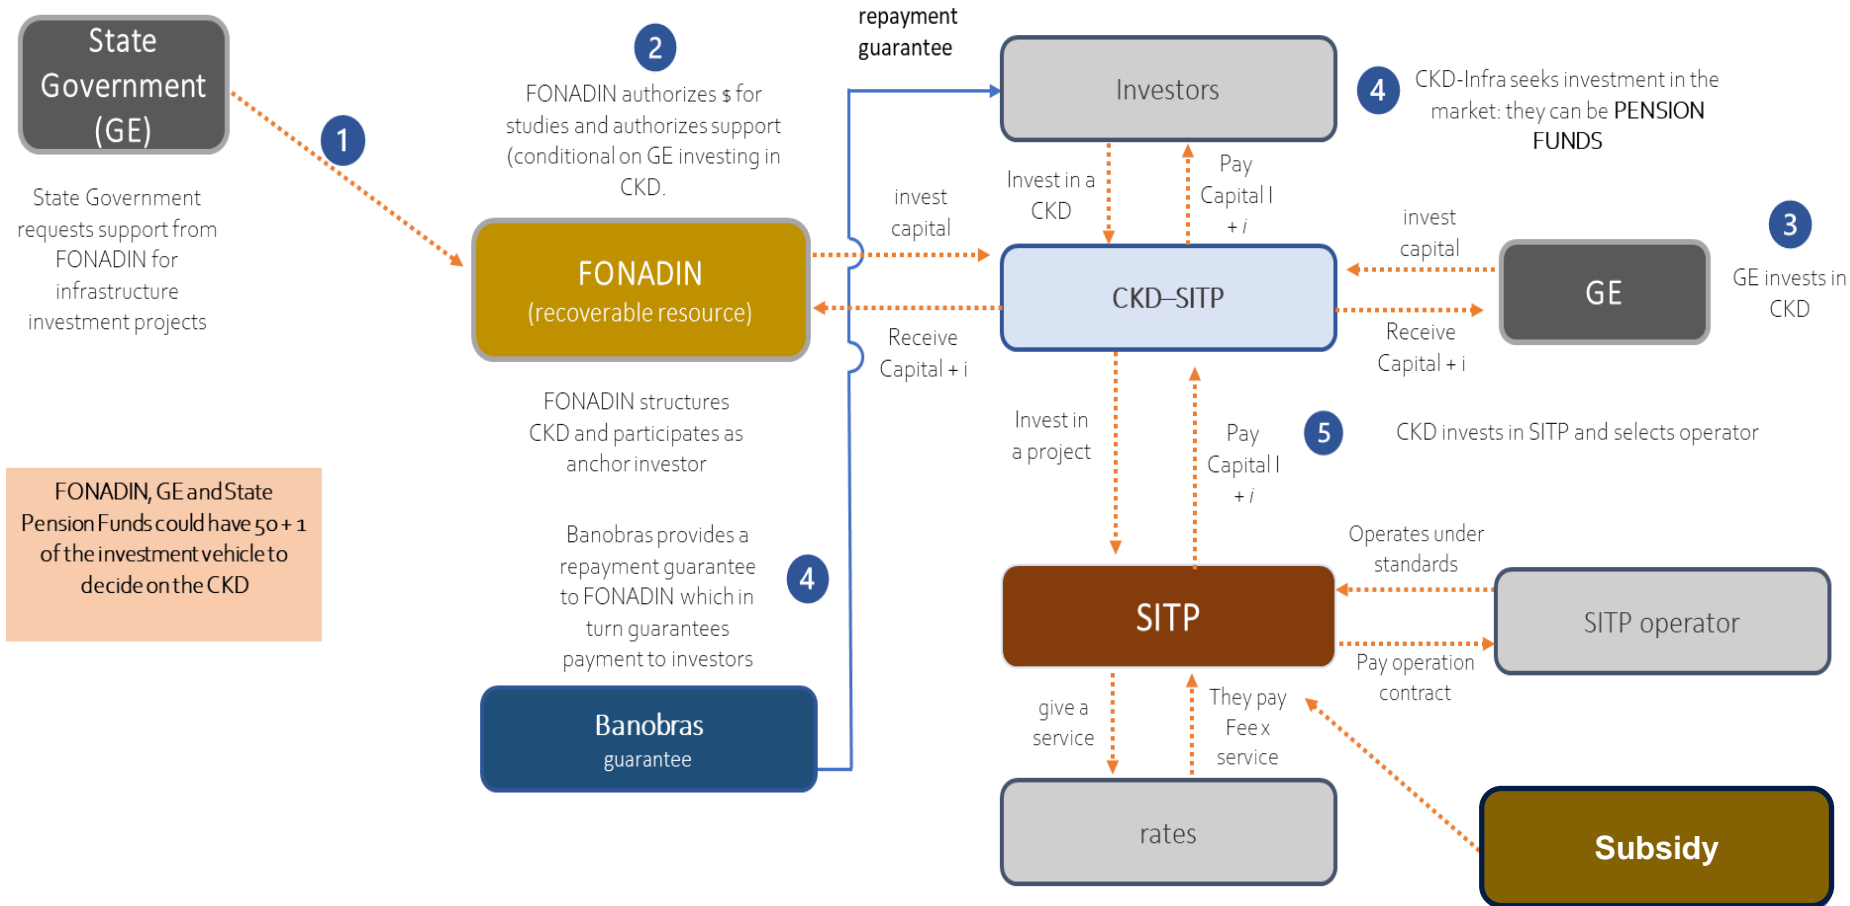 State
Government
(GE)
1
State Government
requests support from
FONADIN for
infrastructure
investment projects
2
FONADIN authorizes $ for
studies and authorizes support
(conditional on GE investing in
CKD.
FONADIN
(recoverable resource)
FONADIN structures
CKD and participates as
anchor investor
FONADIN, GE and State
Pension Funds could have 50 + 1
of the investment vehicle to
decide on the CKD
Banobras provides a
repayment guarantee
to FONADIN which in
turn guarantees
payment to investors
4
Banobras
guarantee
repayment
guarantee
Investors
4
CKD-Infra seeks investment in the
market: they can be PENSION
FUNDS
Invest in a
CKD
Pay
Capital I
+ i
invest
capital
Receive
Capital + i
CKD–SITP
invest
capital
Receive
Capital + i
GE
3
GE invests in
CKD
Invest in
a project
Pay
Capital I
+ i
5
CKD invests in SITP and selects operator
SITP
Operates under
standards
Pay operation
contract
SITP operator
give a
service
They pay
Fee x
service
rates
Subsidy